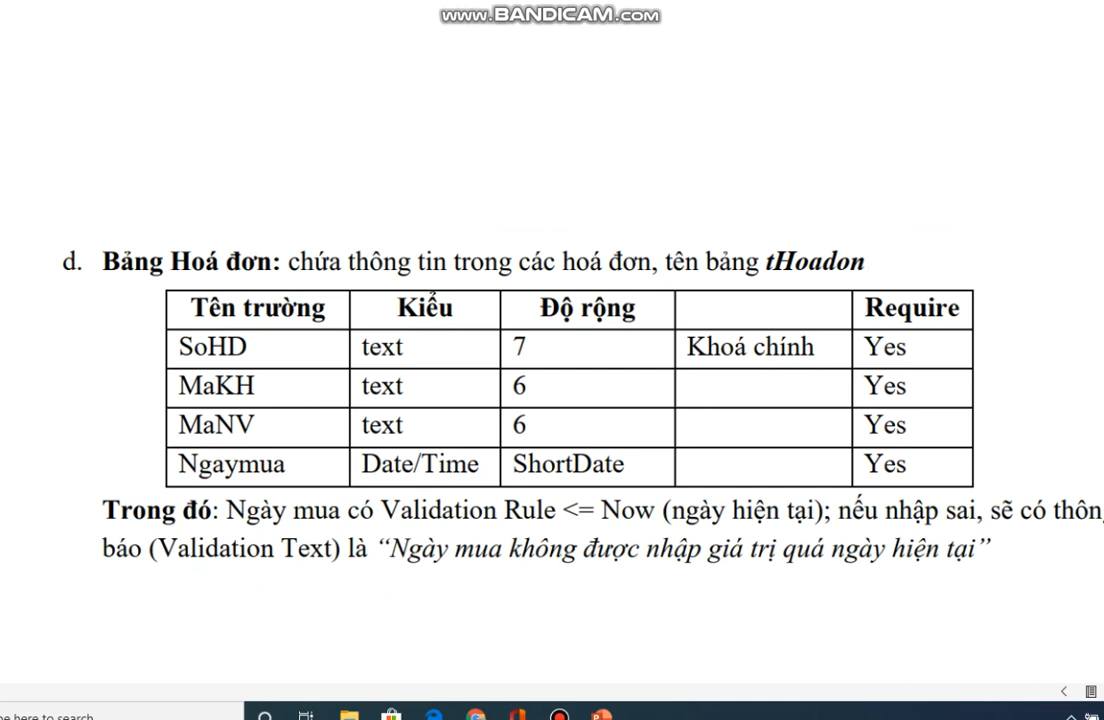 www.BANDICAM.com
d. Bảng Hoá đơn: chứa thông tin trong các hoá đơn, tên bảng tHoadon
Tên trường Kiểu Độ rộng Require
SoHD text 7 Khoá chính Yes
MaKH text 6 Yes
MaNV text 6 Yes
Ngaymua Date/Time ShortDate Yes
Trong đó: Ngày mua có Validation Rule <= Now (ngày hiện tại); nếu nhập sai, sẽ có thôn
báo (Validation Text) là “Ngày mua không được nhập giá trị quá ngày hiện tại”
here to search